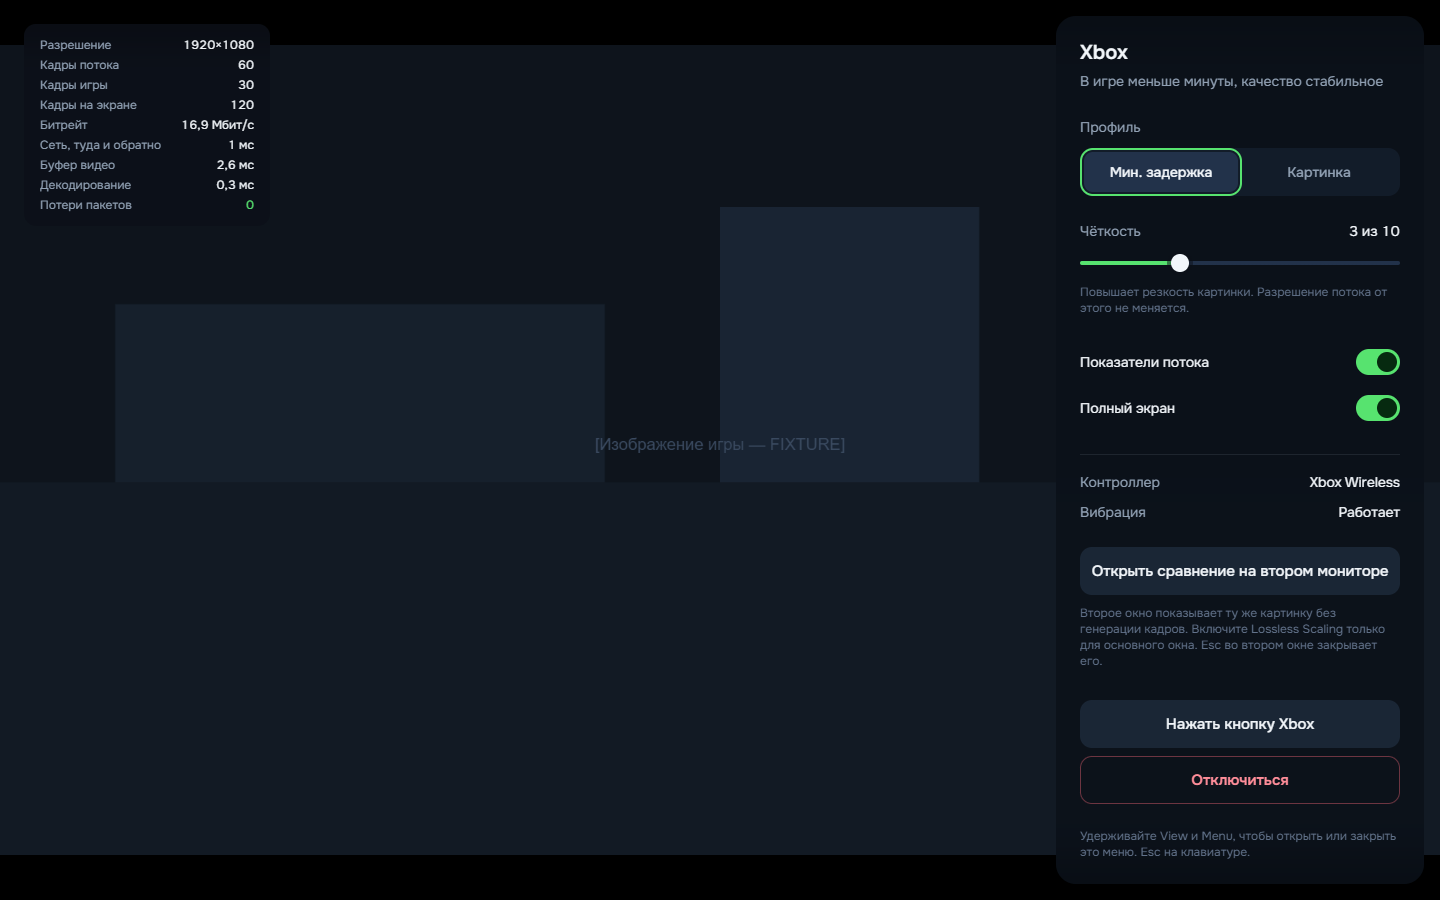 Разрешение 1920×1080
Кадры потока 60
Кадры игры 30
Кадры на экране 120
Битрейт 16,9 Мбит/с
Сеть, туда и обратно 1 мс
Буфер видео 2,6 мс
Декодирование 0,3 мс
Потери пакетов 0
[Изображение игры — FIXTURE]
Xbox
В игре меньше минуты, качество стабильное
Профиль
Мин. задержка Картинка
Чёткость 3 из 10
Повышает резкость картинки. Разрешение потока от
этого не меняется.
Показатели потока
Полный экран
Контроллер Xbox Wireless
Вибрация Работает
Открыть сравнение на втором мониторе
Второе окно показывает ту же картинку без
генерации кадров. Включите Lossless Scaling только
для основного окна. Esc во втором окне закрывает
его.
Нажать кнопку Xbox
Отключиться
Удерживайте View и Menu, чтобы открыть или закрыть
это меню. Esc на клавиатуре.